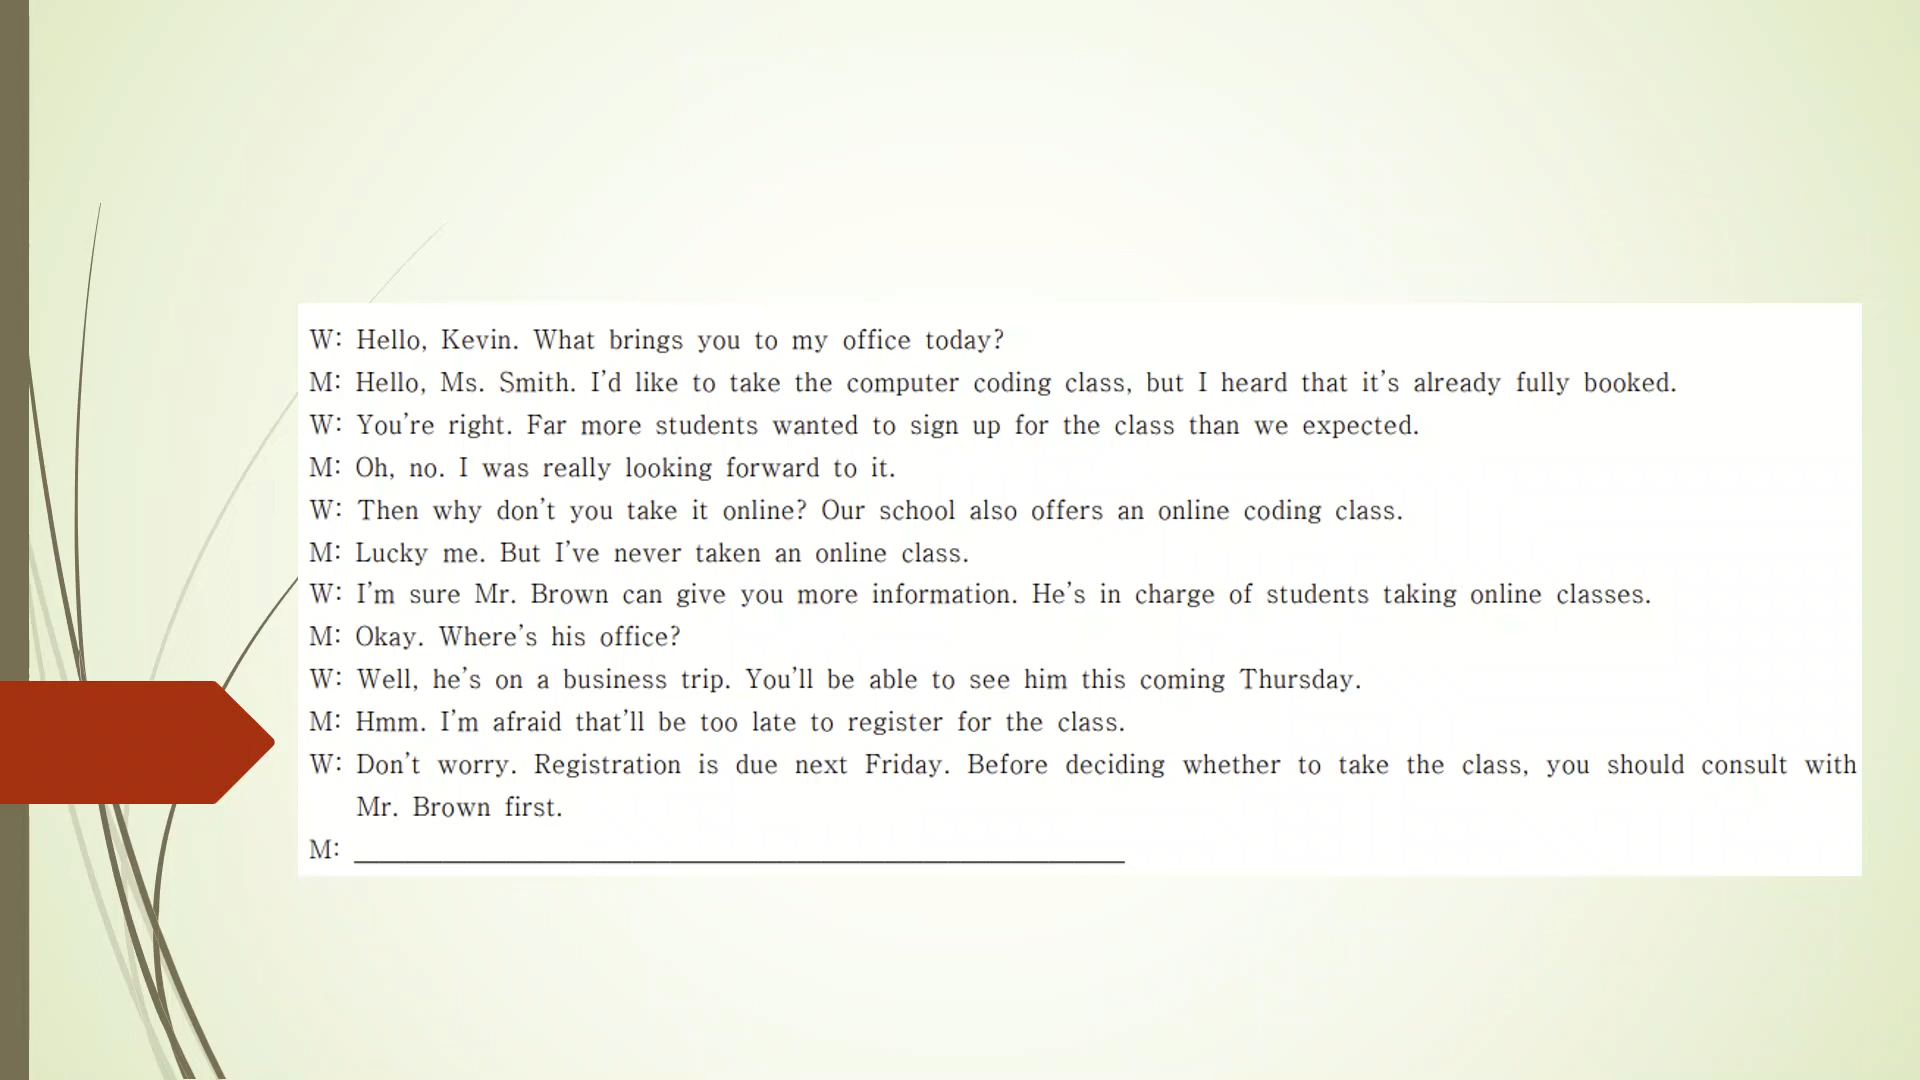 W: Hello, Kevin. What brings you to my office today?
M: Hello, Ms. Smith. I'd like to take the computer coding class, but I heard that it's already fully booked.
W: You're right. Far more students wanted to sign up for the class than we expected.
M: Oh, no. I was really looking forward to it.
W: Then why don't you take it online? Our school also offers an online coding class.
M: Lucky me. But I've never taken an online class.
W: I'm sure Mr. Brown can give you more information. He's in charge of students taking online classes.
M: Okay. Where's his office?
W: Well, he's on a business trip. You'll be able to see him this coming Thursday.
M: Hmm. I'm afraid that'll be too late to register for the class.
W: Don't worry. Registration is due next Friday. Before deciding whether to take the class, you should consult with
Mr. Brown first.
M: ______________________________